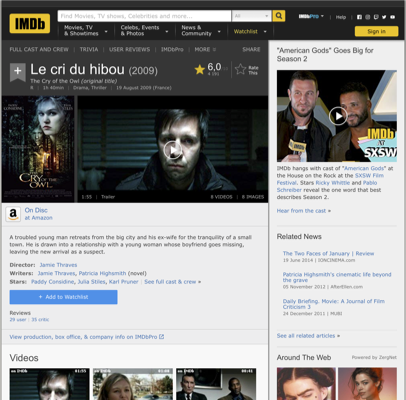 IMDb
Find Movies, TV shows, Celebrities and more...
All
IMDbPro
Help
Movies, TV
& Showtimes
Celebs, Events
& Photos
News &
Community
Watchlist
Sign in
FULL CAST AND CREW | TRIVIA | USER REVIEWS | IMDbPro | MORE
SHARE
Le cri du hibou (2009)
The Cry of the Owl (original title)
R | 1h 40min | Drama, Thriller | 19 August 2009 (France)
6,0
Rate
This
CRY OF THE
OWL
1:55 | Trailer
9 VIDEOS | 8 IMAGES
On Disc
at Amazon
A troubled young man retreats from the big city and his ex-wife for the tranquility of a small
town. He is drawn into a relationship with a young woman whose boyfriend goes missing,
leaving the new arrival as a suspect.
Director: Jamie Thraves
Writers: Jamie Thraves, Patricia Highsmith (novel)
Stars: Paddy Considine, Julia Stiles, Karl Pruner | See full cast & crew »
+ Add to Watchlist
Reviews
29 user | 35 critic
View production, box office, & company info on IMDbPro
Videos
"American Gods" Goes Big for
Season 2
IMDb
AT
SXSW
IMDb hangs with cast of "American Gods" at
the House on the Rock at the SXSW Film
Festival. Stars Ricky Whittle and Pablo
Schreiber reveal the one word that best
describes Season 2.
Hear from the cast »
Related News
The Two Faces of January | Review
19 June 2014 | IONCINEMA.com
Patricia Highsmith's cinematic life beyond
the grave
05 November 2012 | AfterEllen.com
Daily Briefing. Movie: A Journal of Film
Criticism 3
24 December 2011 | MUBI
See all related articles »
Around The Web
Powered by ZergNet